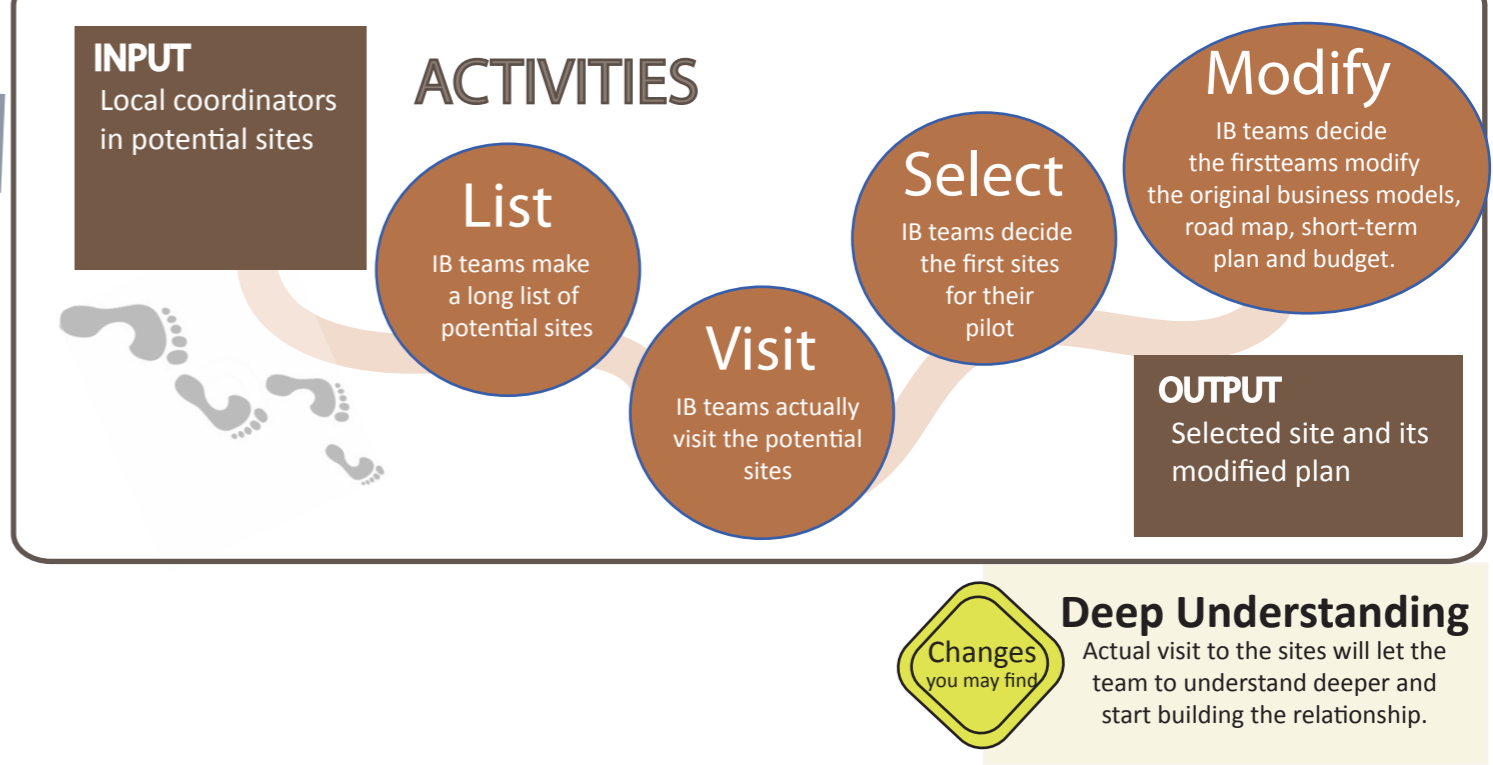 INPUT
Local coordinators
in potential sites
ACTIVITIES
List
IB teams make
a long list of
potential sites
Visit
IB teams actually
visit the potential
sites
Select
IB teams decide
the first sites
for their
pilot
Modify
IB teams decide
the firstteams modify
the original business models,
road map, short-term
plan and budget.
OUTPUT
Selected site and its
modified plan
Changes
you may find
Deep Understanding
Actual visit to the sites will let the
team to understand deeper and
start building the relationship.